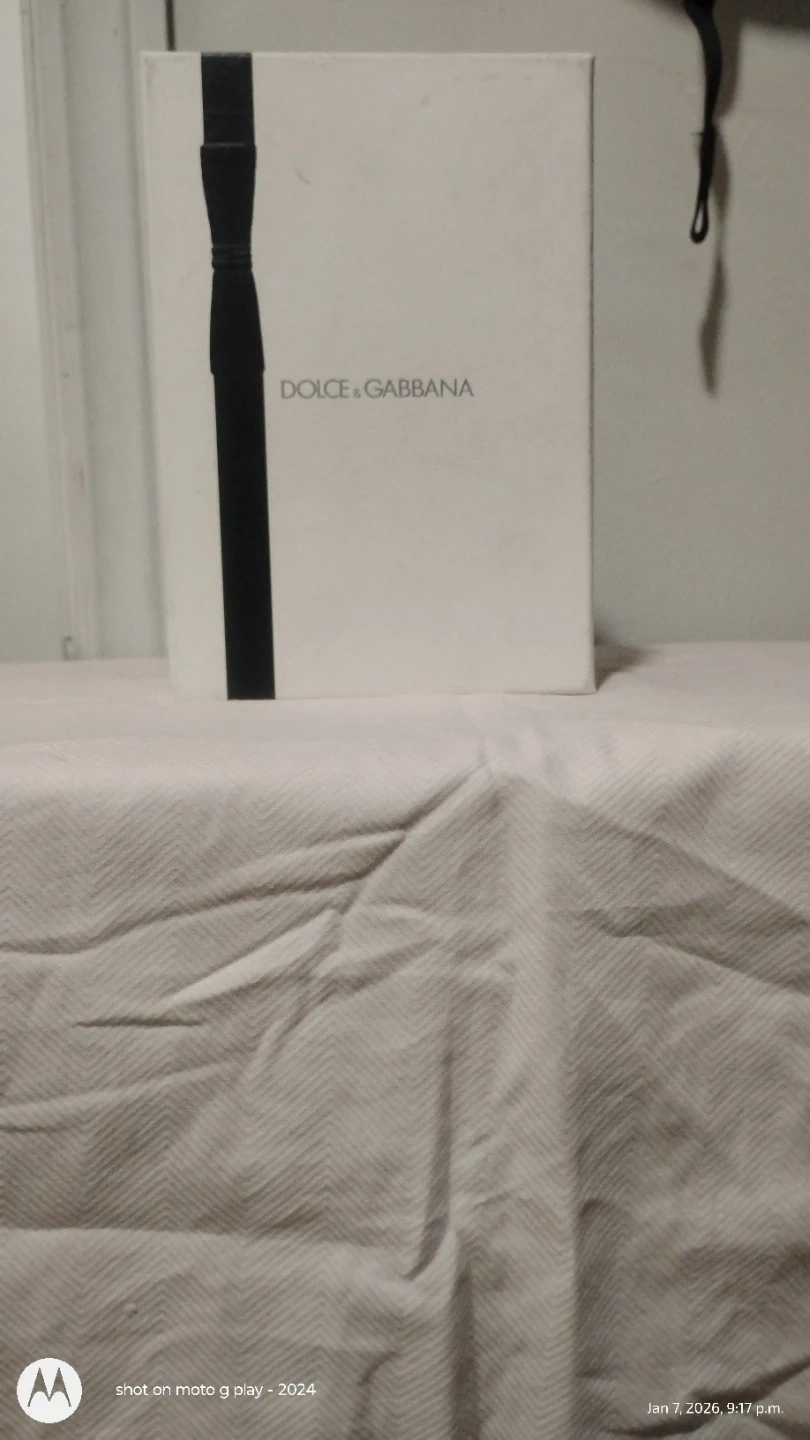 DOLCE & GABBANA
shot on moto g play - 2024
Jan 7, 2026, 9:17 p.m.